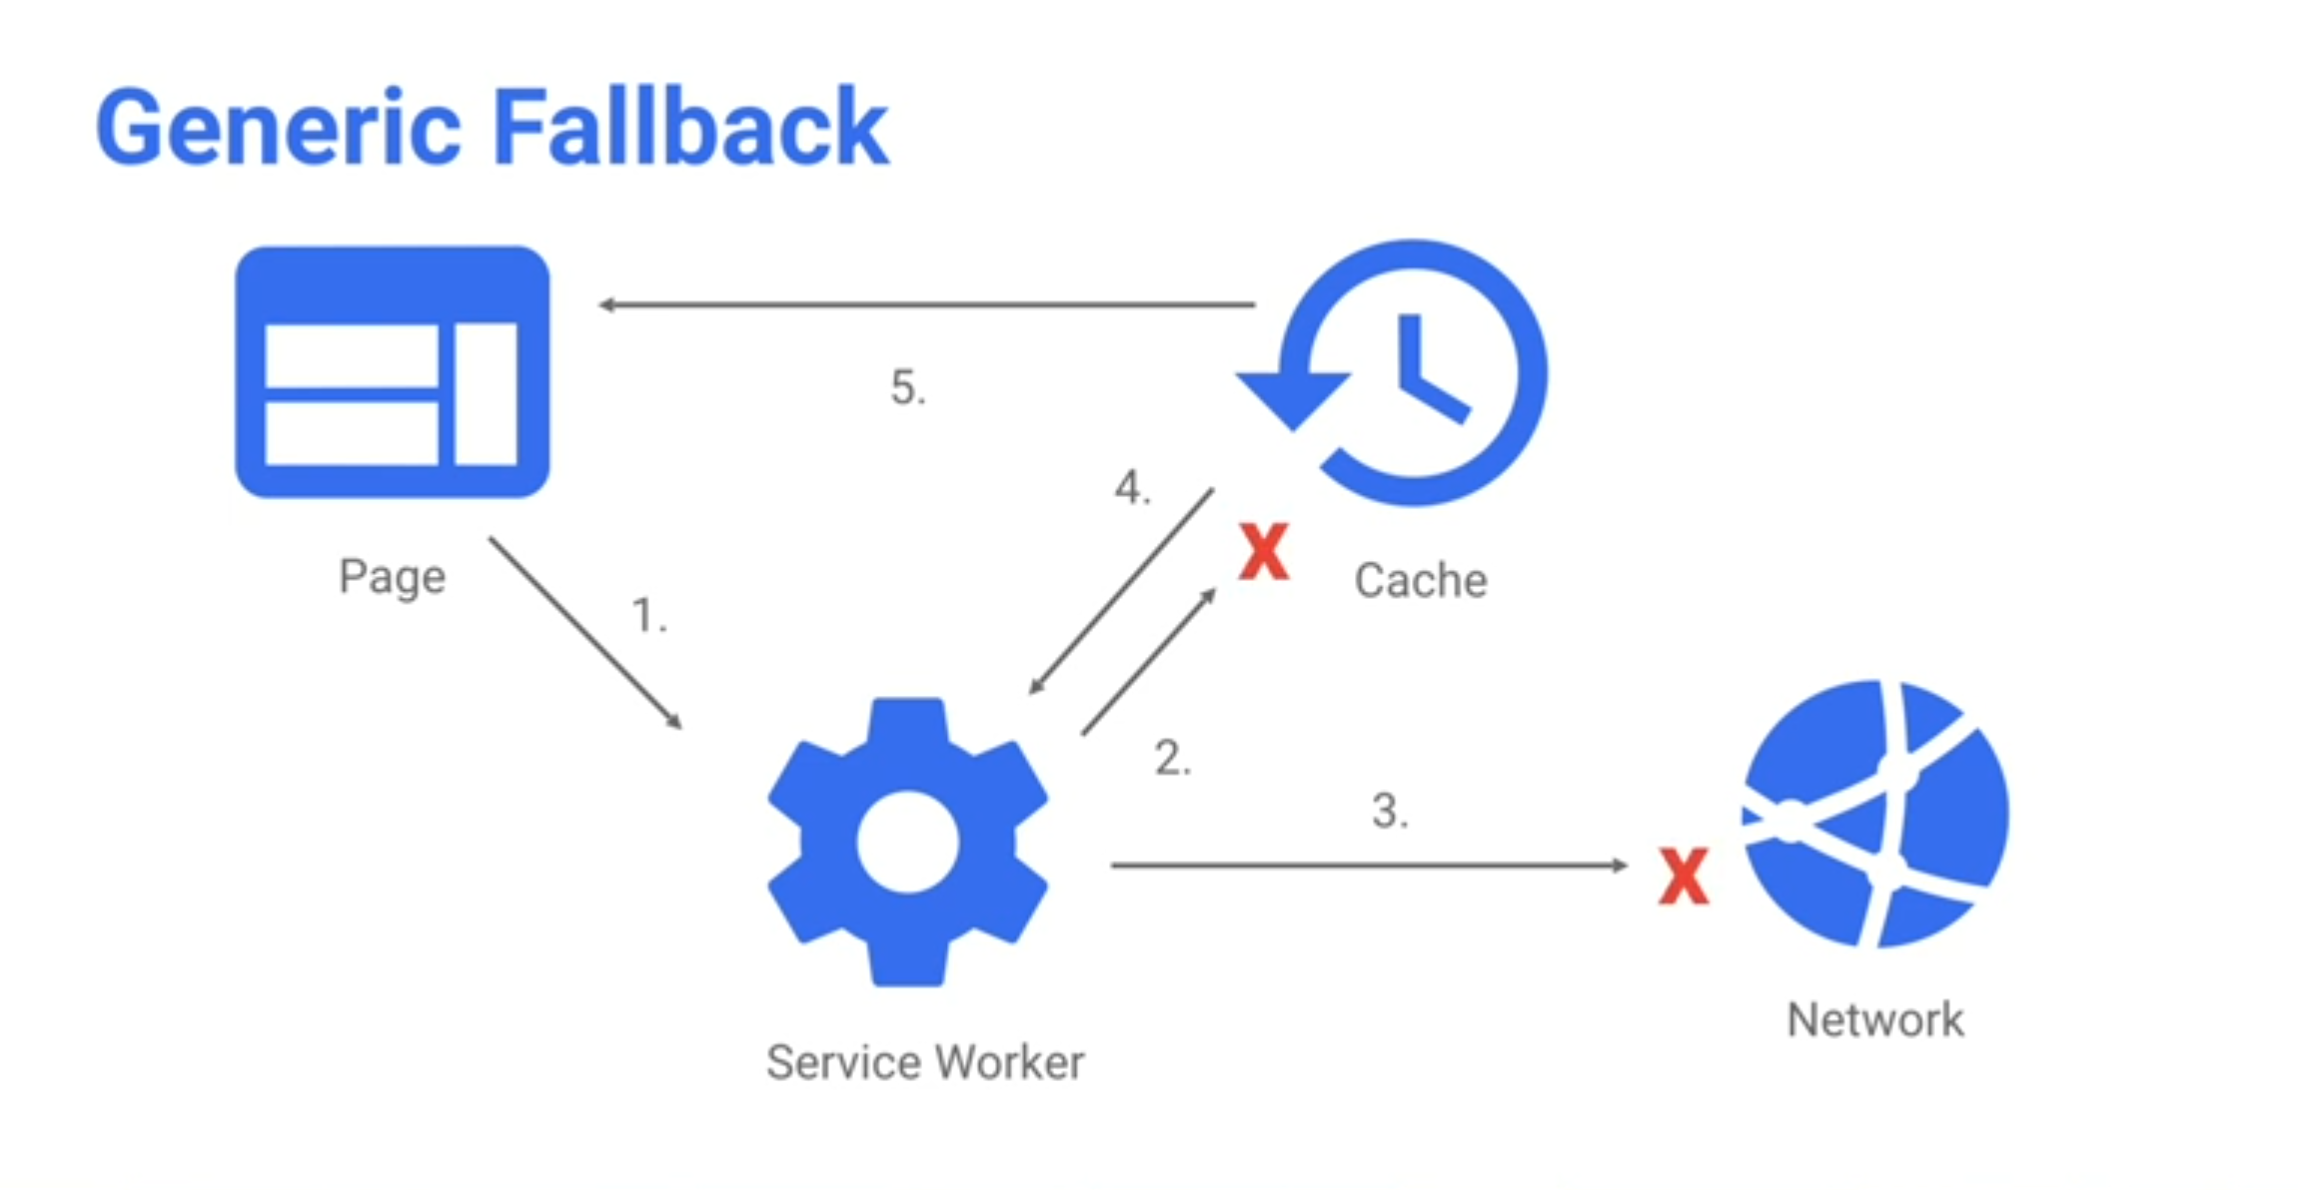 Generic Fallback
5.
4.
X
Page
Cache
1.
2.
3.
X
Network
Service Worker